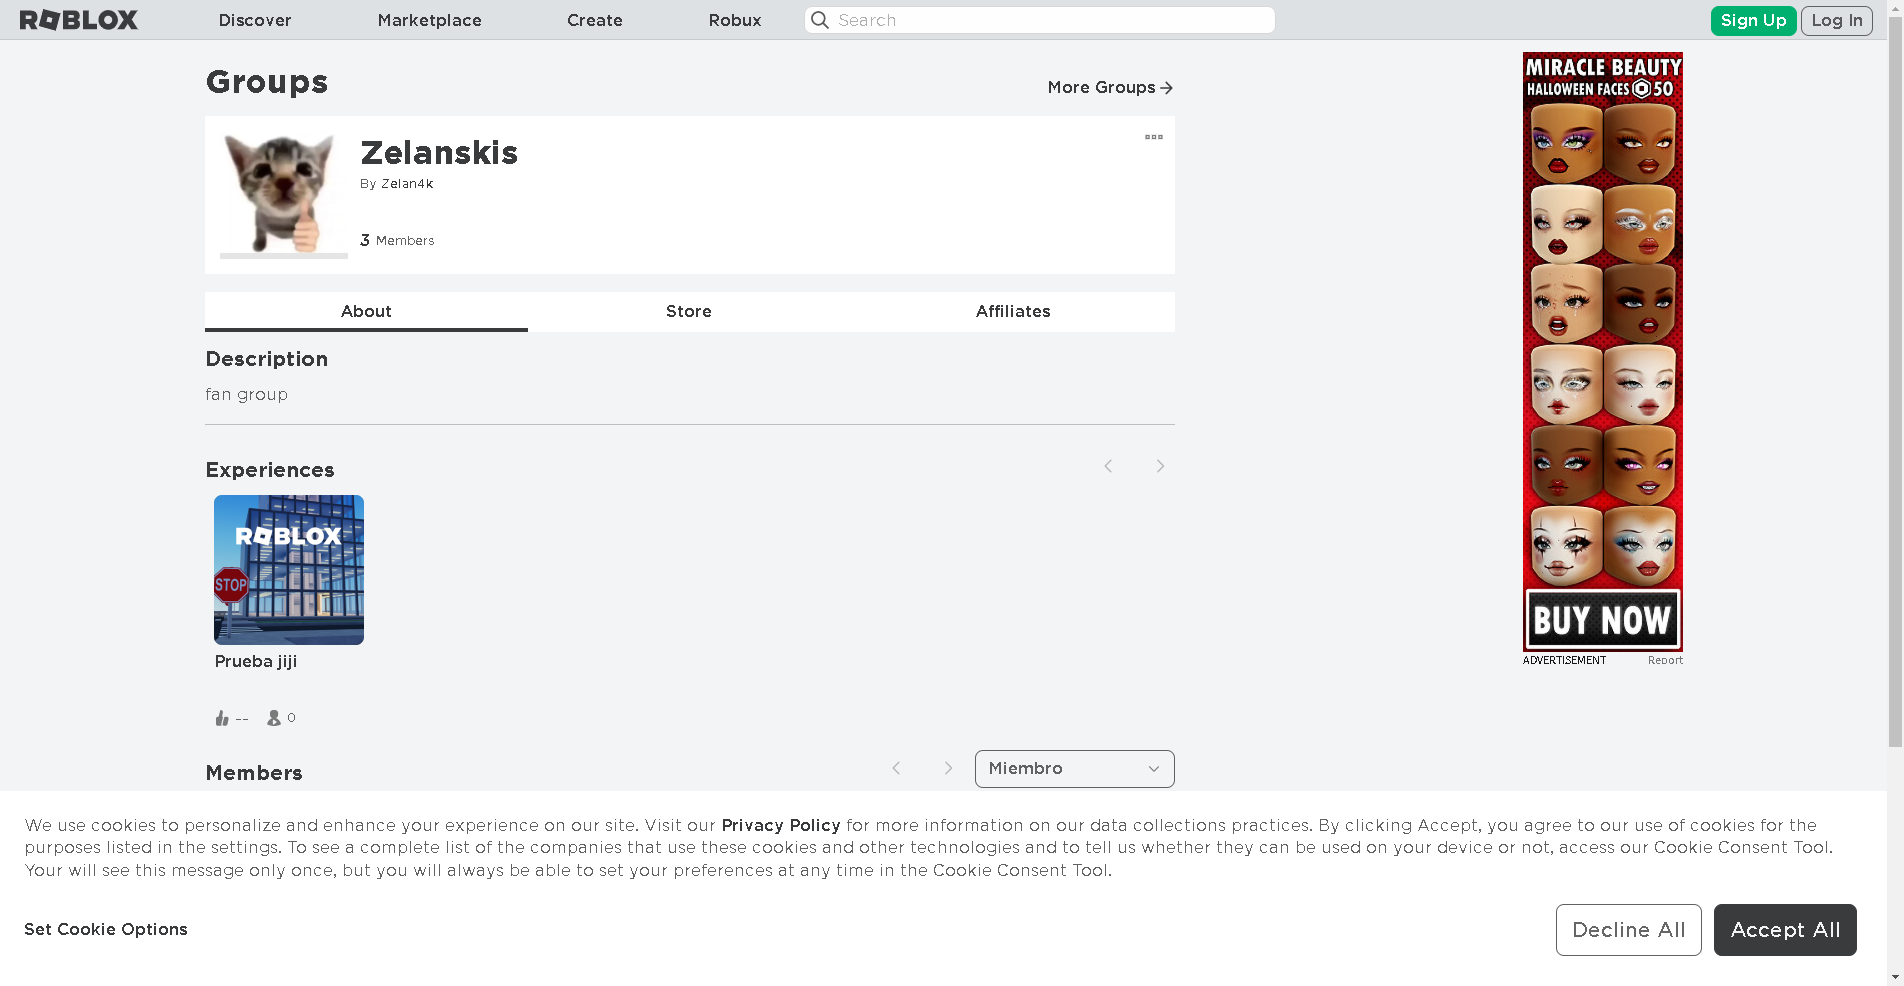 ROBLOX
Discover
Marketplace
Create
Robux
Search
Sign Up
Log In
Groups
More Groups
Zelanskis
By Zelan4k
3 Members
About
Store
Affiliates
Description
fan group
Experiences
ROBLOX
STOP
Prueba jiji
--
0
Members
Miembro
MIRACLE BEAUTY
HALLOWEEN FACES 50
BUY NOW
ADVERTISEMENT
Report
We use cookies to personalize and enhance your experience on our site. Visit our Privacy Policy for more information on our data collections practices. By clicking Accept, you agree to our use of cookies for the
purposes listed in the settings. To see a complete list of the companies that use these cookies and other technologies and to tell us whether they can be used on your device or not, access our Cookie Consent Tool.
Your will see this message only once, but you will always be able to set your preferences at any time in the Cookie Consent Tool.
Set Cookie Options
Decline All
Accept All